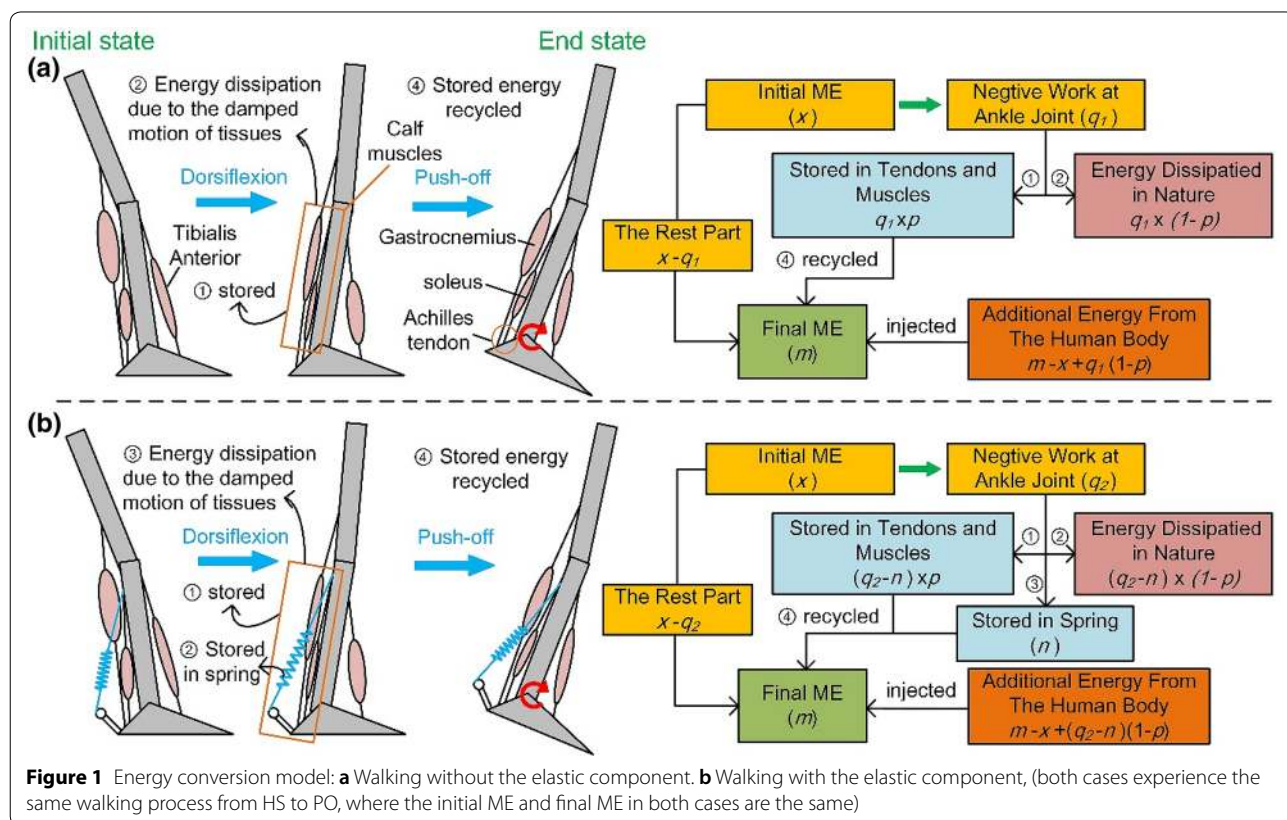 Initial state
End state
(a)
② Energy dissipation
due to the damped
motion of tissues
④ Stored energy
recycled
Calf
muscles
Dorsiflexion
Push-off
Tibialis
Anterior
① stored
Gastrocnemius
soleus
Achilles
tendon
Initial ME
(x)
Negtive Work at
Ankle Joint (q₁)
Stored in Tendons and
Muscles
q₁xp
①
②
Energy Dissipatied
in Nature
q₁ x (1- p)
The Rest Part
x-q₁
④ recycled
Final ME
(m)
injected
Additional Energy From
The Human Body
m-x+q₁(1-p)
(b)
③ Energy dissipation
due to the damped
motion of tissues
④ Stored energy
recycled
Dorsiflexion
Push-off
① stored
② Stored
in spring
Initial ME
(x)
Negtive Work at
Ankle Joint (q₂)
Stored in Tendons and
Muscles
(q₂-n) xp
①
②
③
Energy Dissipatied
in Nature
(q₂-n) x (1-p)
The Rest Part
x-q₂
④ recycled
Stored in Spring
(n)
Final ME
(m)
injected
Additional Energy From
The Human Body
m-x+(q₂-n)(1-p)
Figure 1 Energy conversion model: a Walking without the elastic component. b Walking with the elastic component, (both cases experience the
same walking process from HS to PO, where the initial ME and final ME in both cases are the same)